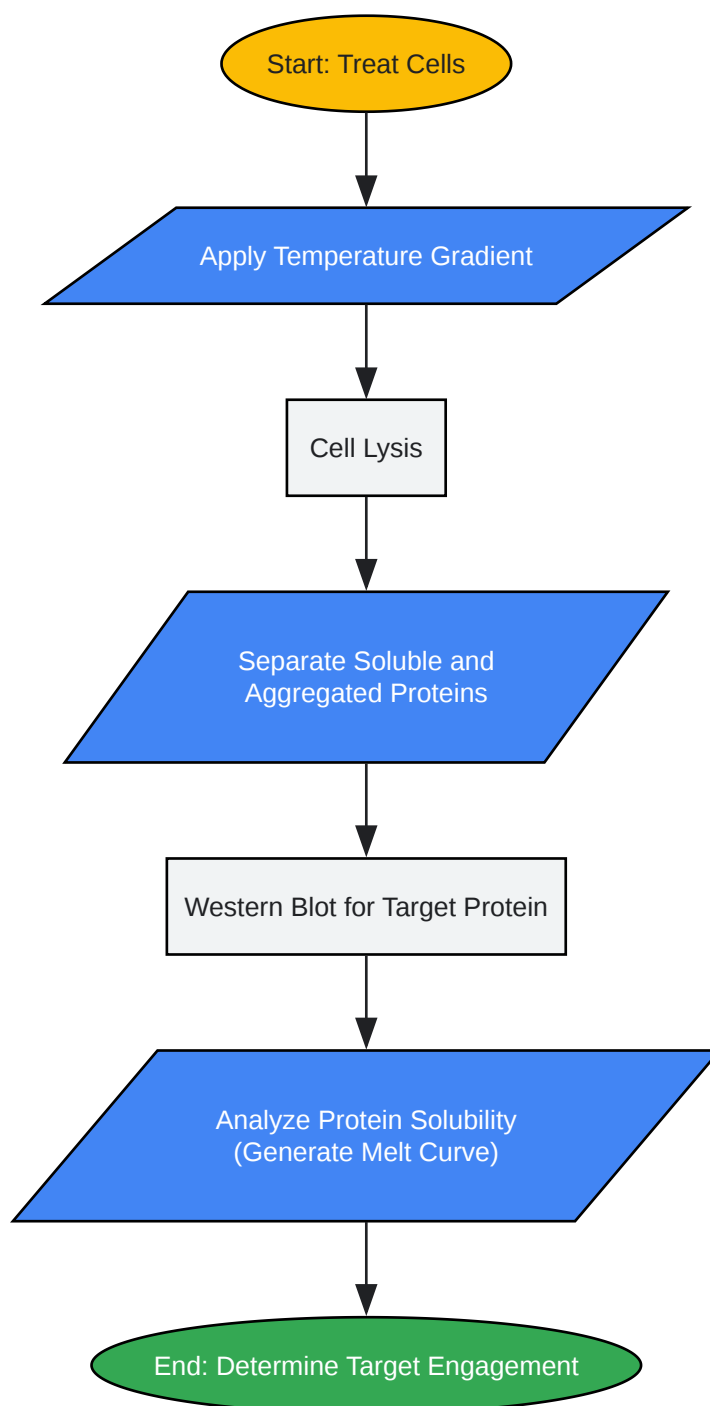 Start: Treat Cells
Apply Temperature Gradient
Cell Lysis
Separate Soluble and
Aggregated Proteins
Western Blot for Target Protein
Analyze Protein Solubility
(Generate Melt Curve)
End: Determine Target Engagement